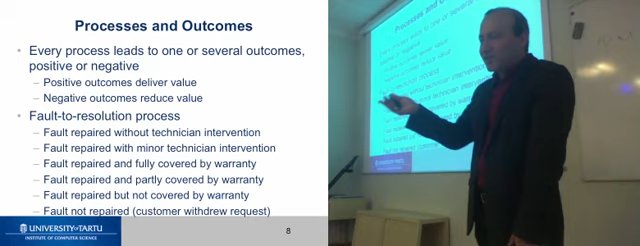 Processes and Outcomes
• Every process leads to one or several outcomes,
positive or negative
– Positive outcomes deliver value
– Negative outcomes reduce value
• Fault-to-resolution process
– Fault repaired without technician intervention
– Fault repaired with minor technician intervention
– Fault repaired and fully covered by warranty
– Fault repaired and partly covered by warranty
– Fault repaired but not covered by warranty
– Fault not repaired (customer withdrew request)
UNIVERSITY OF TARTU
INSTITUTE OF COMPUTER SCIENCE
8